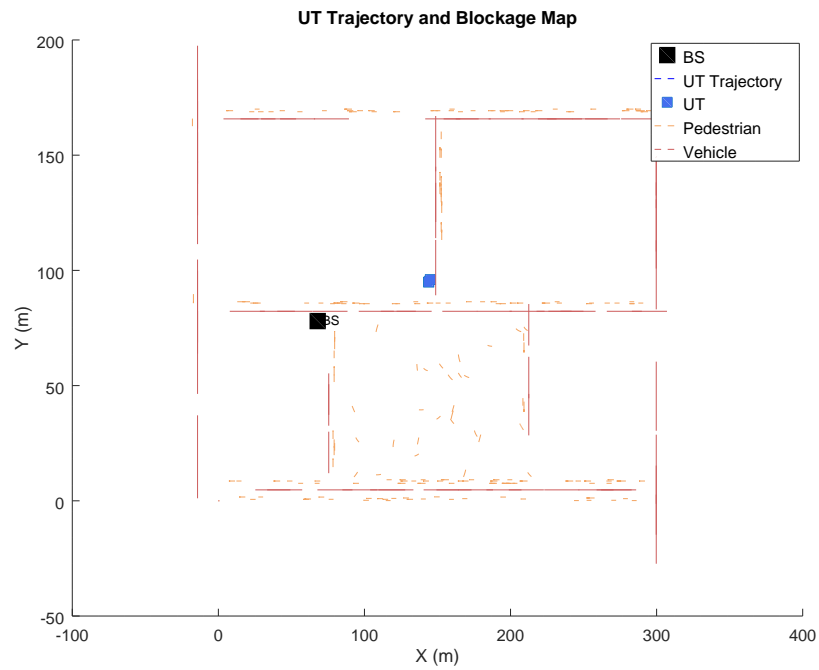 UT Trajectory and Blockage Map
BS
UT Trajectory
UT
Pedestrian
Vehicle
BS
Y (m)
200
150
100
50
0
-50
-100
0
100
200
300
400
X (m)